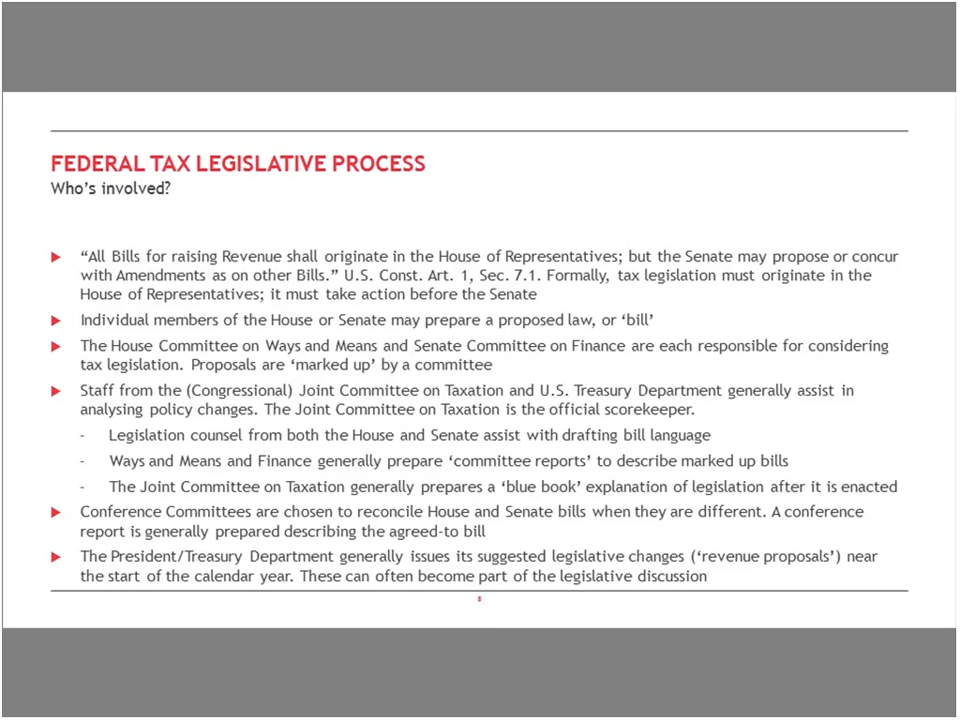 FEDERAL TAX LEGISLATIVE PROCESS
Who's involved?
“All Bills for raising Revenue shall originate in the House of Representatives; but the Senate may propose or concur
with Amendments as on other Bills.” U.S. Const. Art. 1, Sec. 7.1. Formally, tax legislation must originate in the
House of Representatives; it must take action before the Senate
Individual members of the House or Senate may prepare a proposed law, or ‘bill’
The House Committee on Ways and Means and Senate Committee on Finance are each responsible for considering
tax legislation. Proposals are ‘marked up’ by a committee
Staff from the (Congressional) Joint Committee on Taxation and U.S. Treasury Department generally assist in
analysing policy changes. The Joint Committee on Taxation is the official scorekeeper.
- Legislation counsel from both the House and Senate assist with drafting bill language
- Ways and Means and Finance generally prepare ‘committee reports’ to describe marked up bills
- The Joint Committee on Taxation generally prepares a ‘blue book’ explanation of legislation after it is enacted
Conference Committees are chosen to reconcile House and Senate bills when they are different. A conference
report is generally prepared describing the agreed-to bill
The President/Treasury Department generally issues its suggested legislative changes (‘revenue proposals’) near
the start of the calendar year. These can often become part of the legislative discussion
8